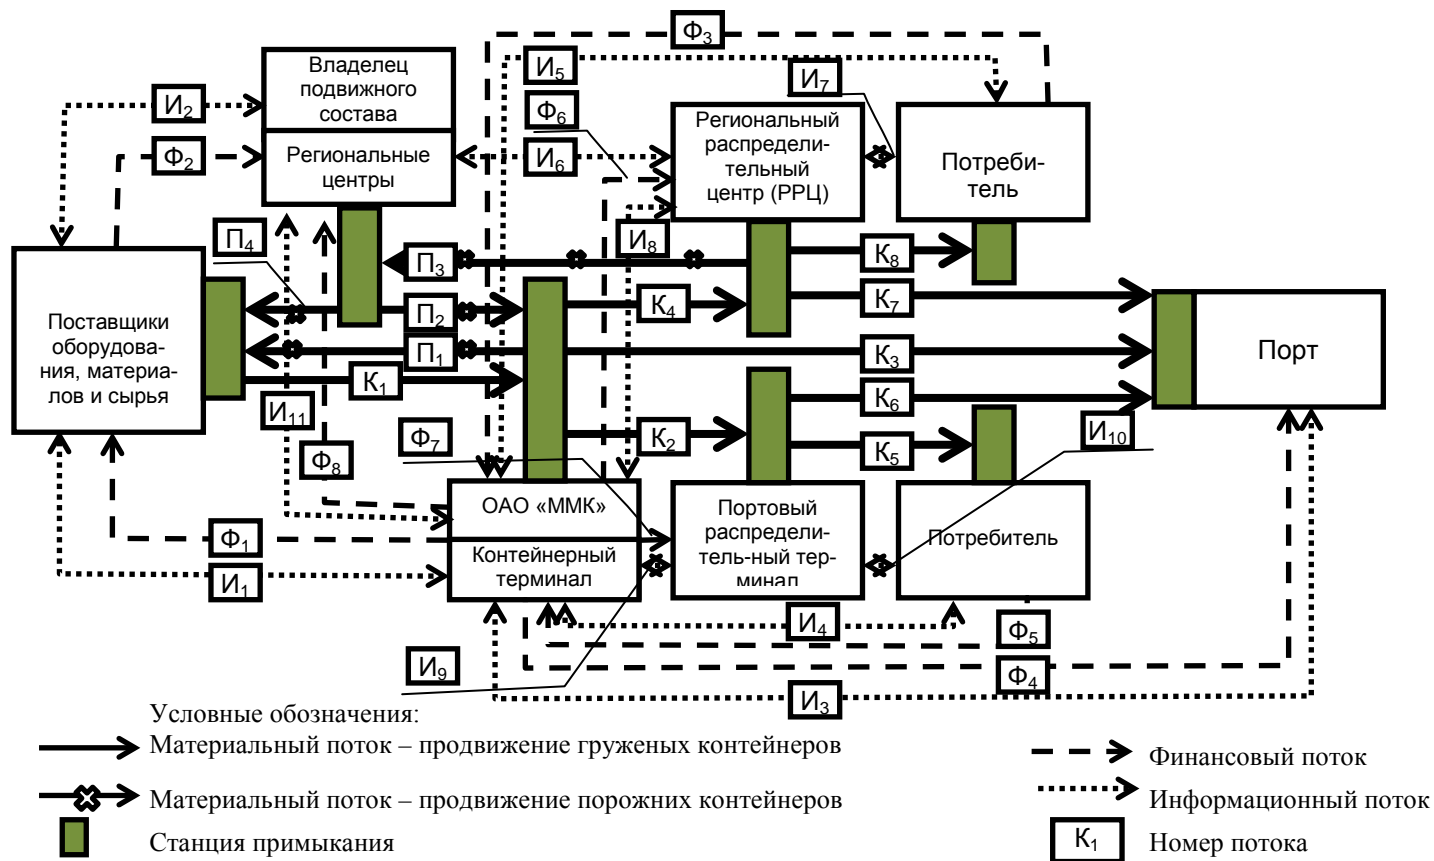 Ф₃
Владелец
подвижного
состава
Региональные
центры
И₅
И₇
И₂
Ф₆
Ф₂
И₆
Региональный
распредели-
тельный
центр (РРЦ)
Потреби-
тель
П₄
И₈
П₃
К₈
П₂
К₄
К₇
Поставщики
оборудова-
ния, материа-
лов и сырья
П₁
К₃
Порт
К₁
К₆
И₁₁
И₁₀
Ф₇
К₂
К₅
Ф₈
ОАО «ММК»
Контейнерный
терминал
Портовый
распредели-
тель-ный тер-
минал
Потребитель
Ф₁
И₁
И₄
Ф₅
И₉
Ф₄
И₃
Условные обозначения:
Материальный поток – продвижение груженых контейнеров
Финансовый поток
Материальный поток – продвижение порожних контейнеров
Информационный поток
Станция примыкания
К₁
Номер потока